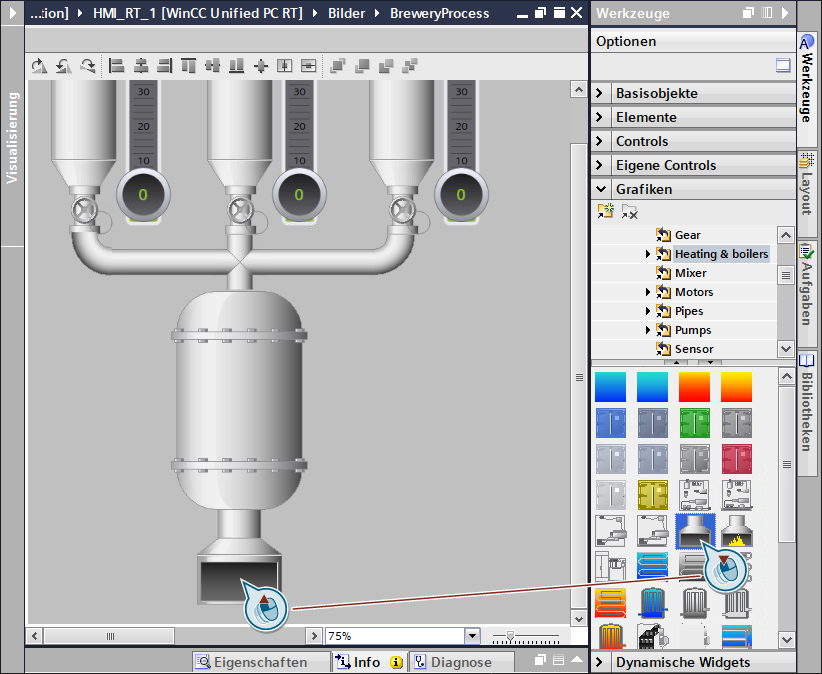 ...:ion] HMI_RT_1 [WinCC Unified PC RT] Bilder BreweryProcess
Werkzeuge
Optionen
Visualisierung
30 30 30
20 20 20
10 10 10
0 0 0
Basisobjekte
Elemente
Controls
Eigene Controls
Grafiken
Gear
Heating & boilers
Mixer
Motors
Pipes
Pumps
Sensor
Dynamische Widgets
Werkzeuge
Layout
Aufgaben
Bibliotheken
75%
Eigenschaften Info Diagnose